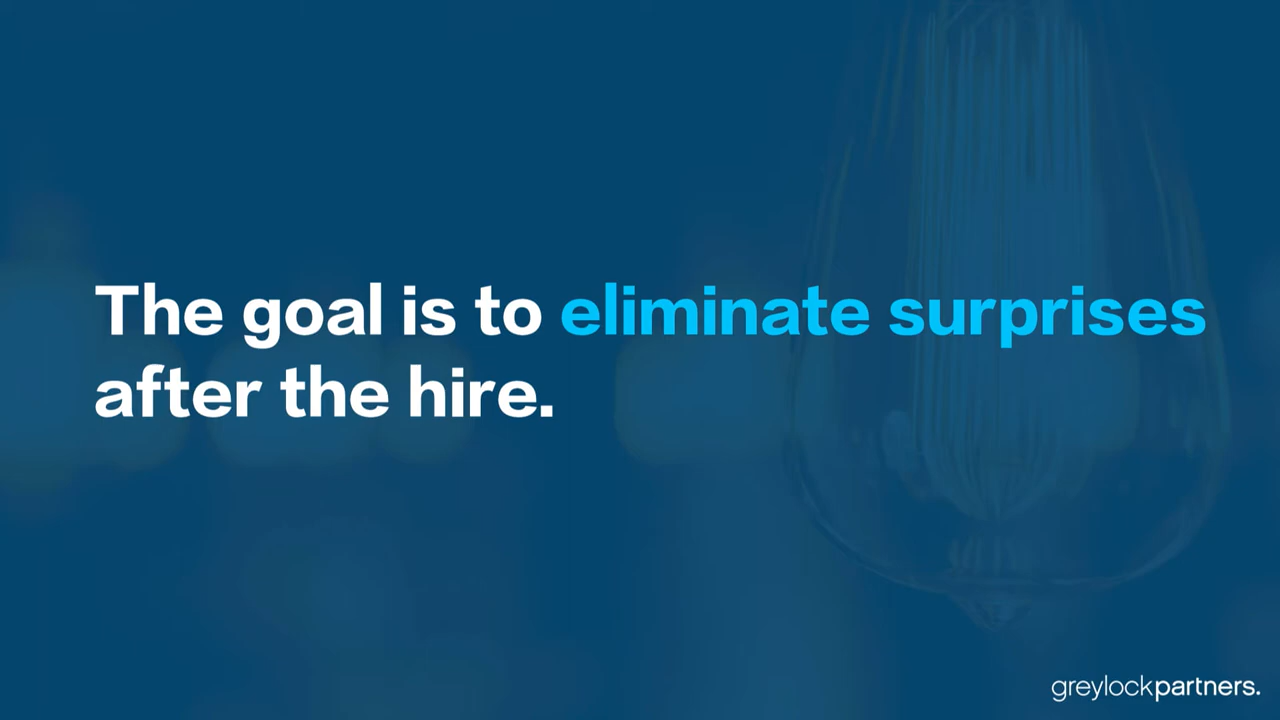 The goal is to eliminate surprises
after the hire.
greylockpartners.